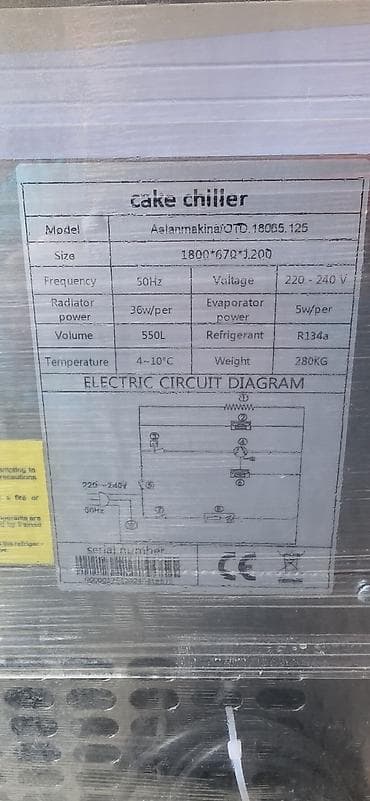 cake chiller
Model Aslanmakina/OTD.18065.125
Size 1800*670*1200
Frequency 50Hz Valtage 220 - 240 V
Radiator power 36w/per Evaporator power 5w/per
Volume 550L Refrigerant R134a
Temperature 4~10°C Weight 280KG
ELECTRIC CIRCUIT DIAGRAM
220~240V
50Hz
serial number
CE